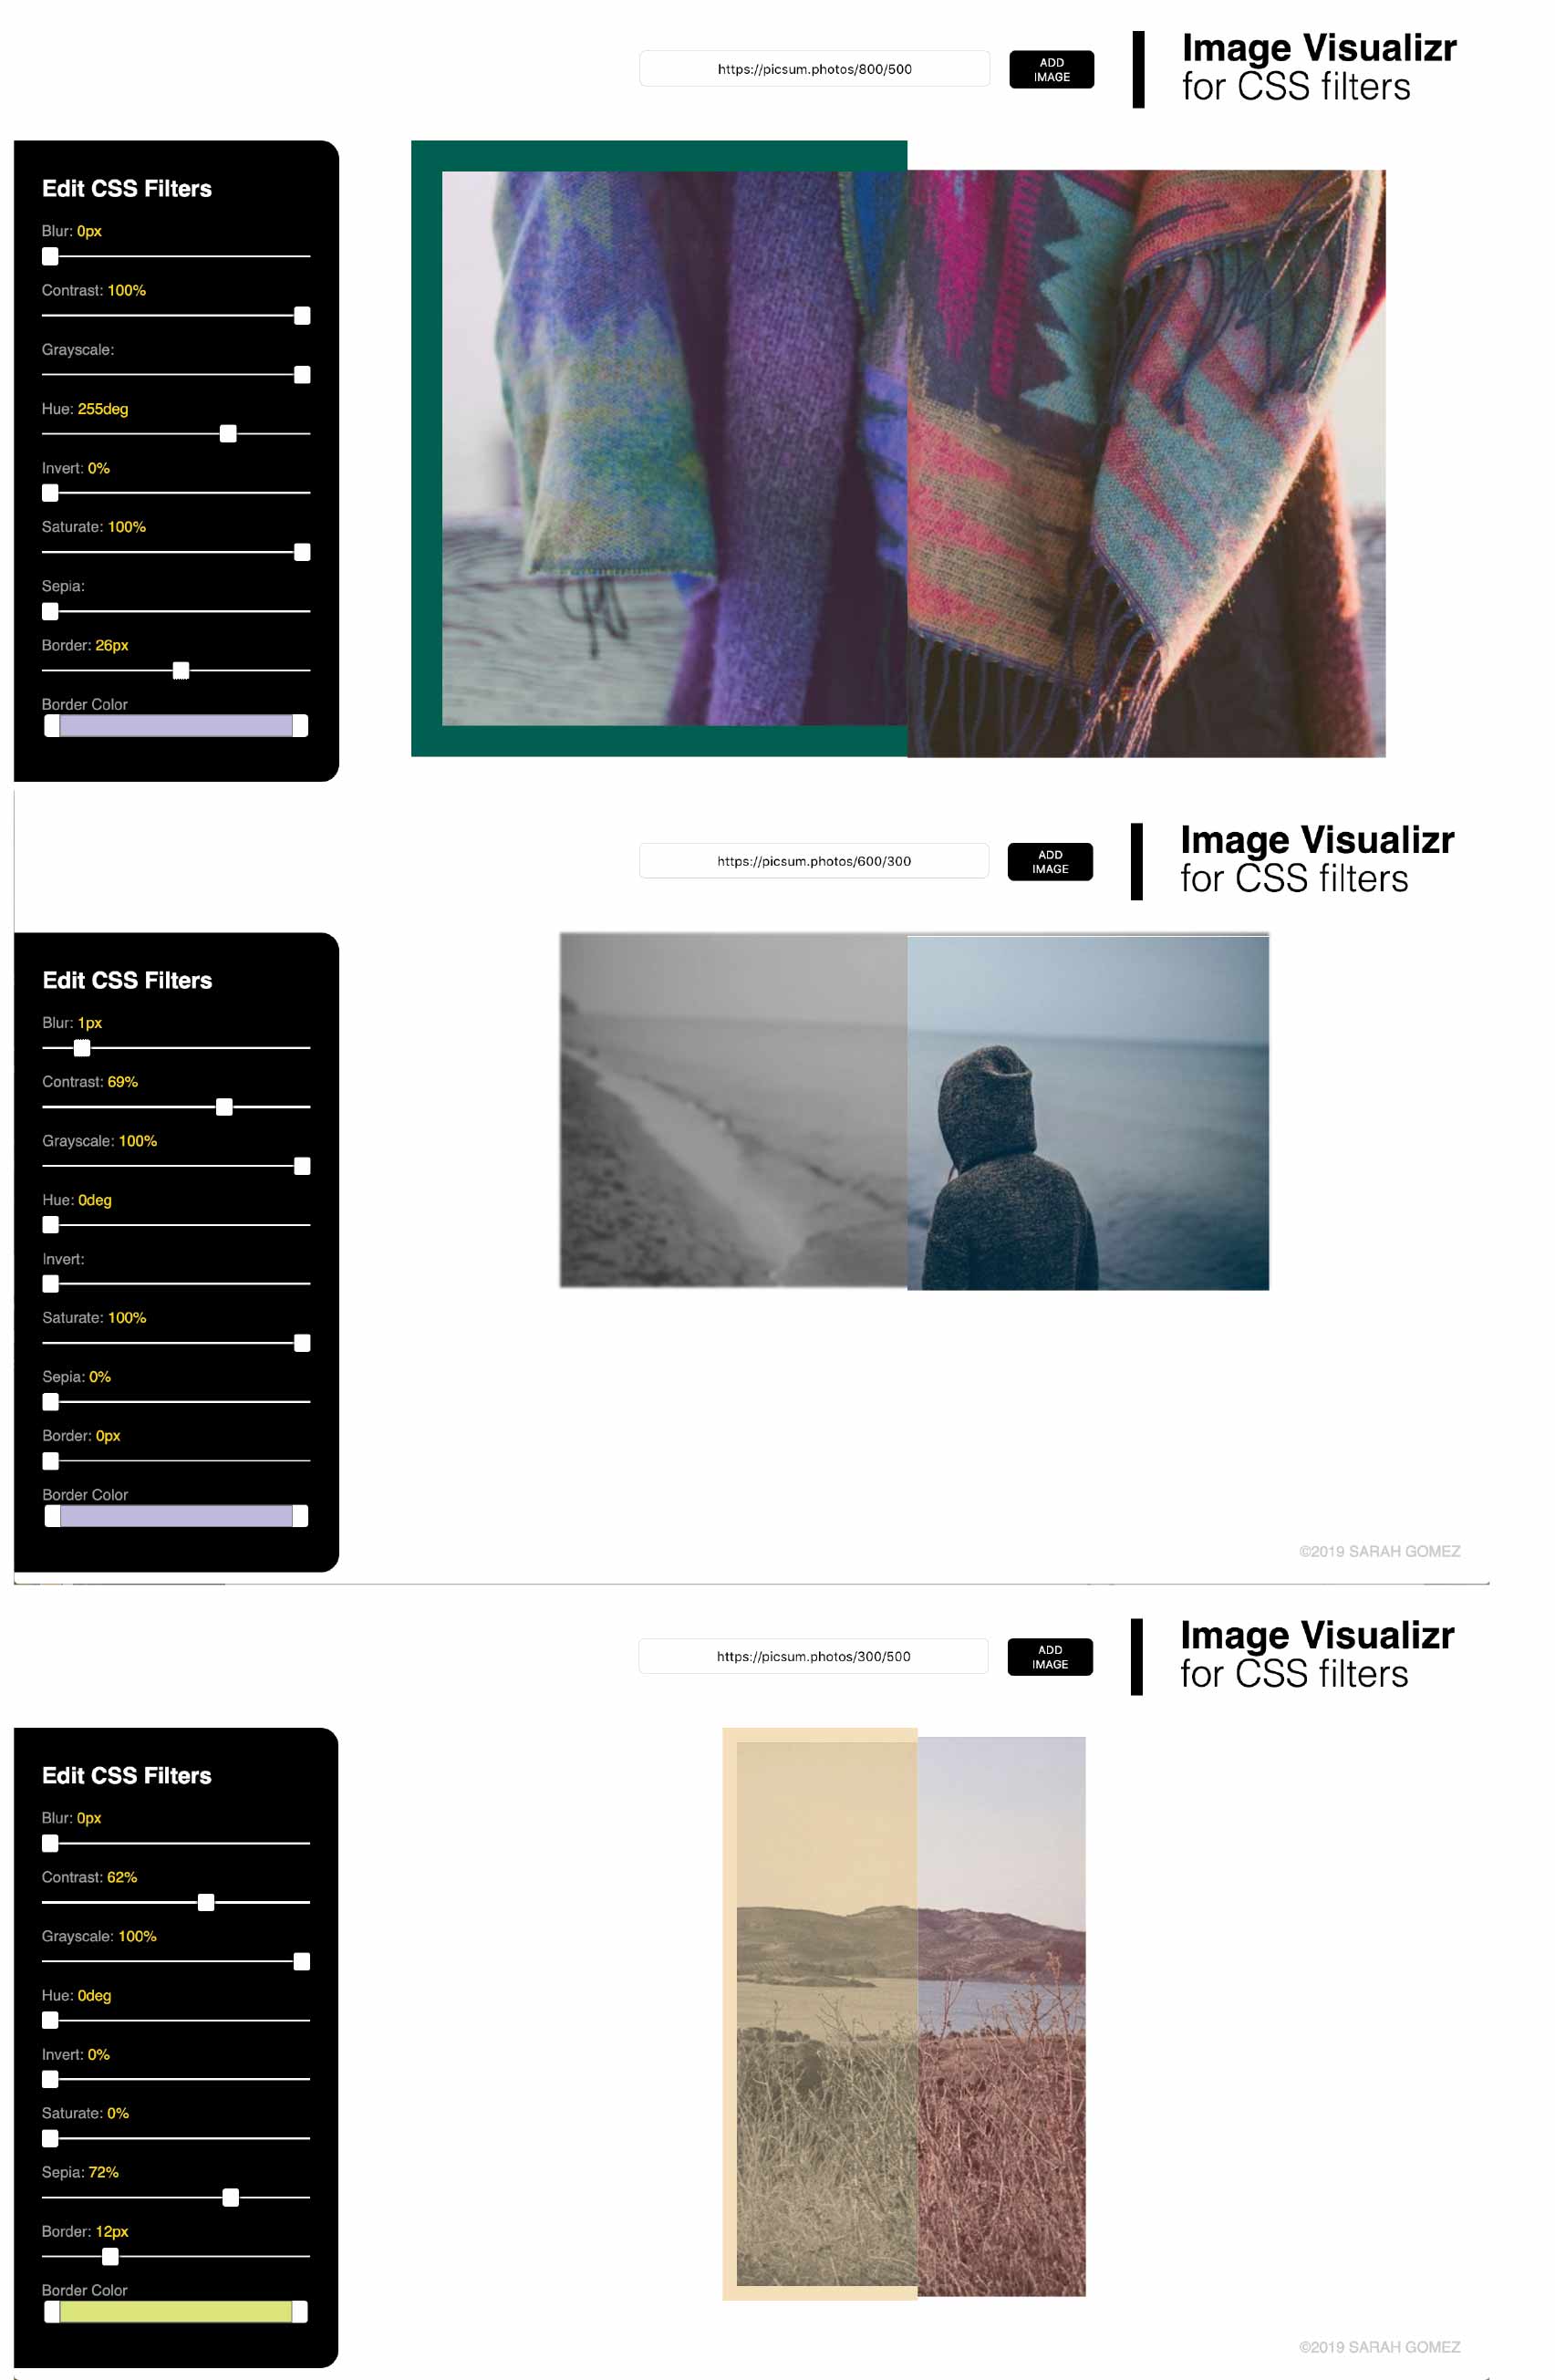 https://picsum.photos/800/500
ADD
IMAGE
Image Visualizr
for CSS filters
Edit CSS Filters
Blur: 0px
Contrast: 100%
Grayscale:
Hue: 255deg
Invert: 0%
Saturate: 100%
Sepia:
Border: 26px
Border Color
https://picsum.photos/600/300
ADD
IMAGE
Image Visualizr
for CSS filters
Edit CSS Filters
Blur: 1px
Contrast: 69%
Grayscale: 100%
Hue: 0deg
Invert:
Saturate: 100%
Sepia: 0%
Border: 0px
Border Color
©2019 SARAH GOMEZ
https://picsum.photos/300/500
ADD
IMAGE
Image Visualizr
for CSS filters
Edit CSS Filters
Blur: 0px
Contrast: 62%
Grayscale: 100%
Hue: 0deg
Invert: 0%
Saturate: 0%
Sepia: 72%
Border: 12px
Border Color
©2019 SARAH GOMEZ